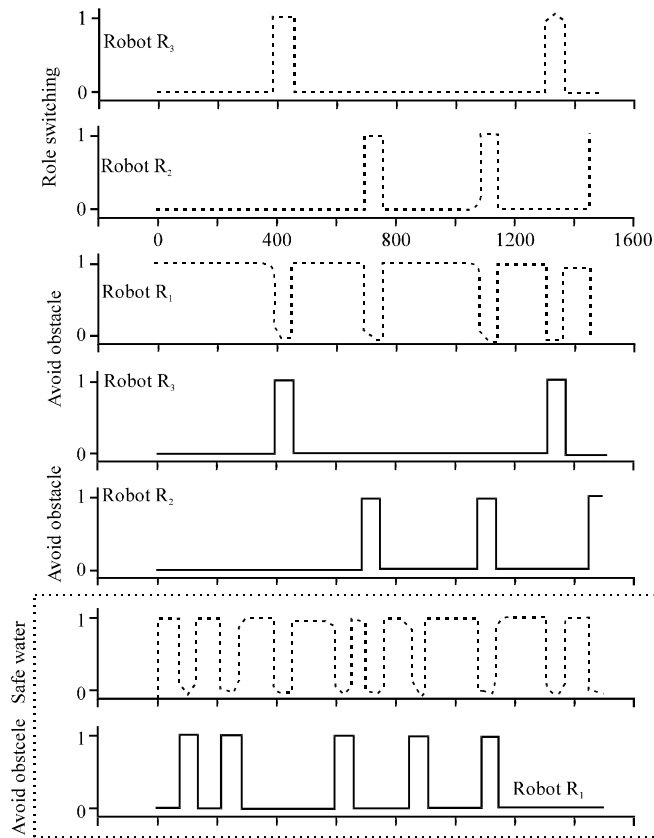 Role switching
1
Robot R₃
0
1
Robot R₂
0
0 400 800 1200 1600
Avoid obstacle
1
Robot R₁
0
1
Robot R₃
0
Avoid obstacle
1
Robot R₂
0
Safe water
1
0
Avoid obstcele
1
Robot R₁
0